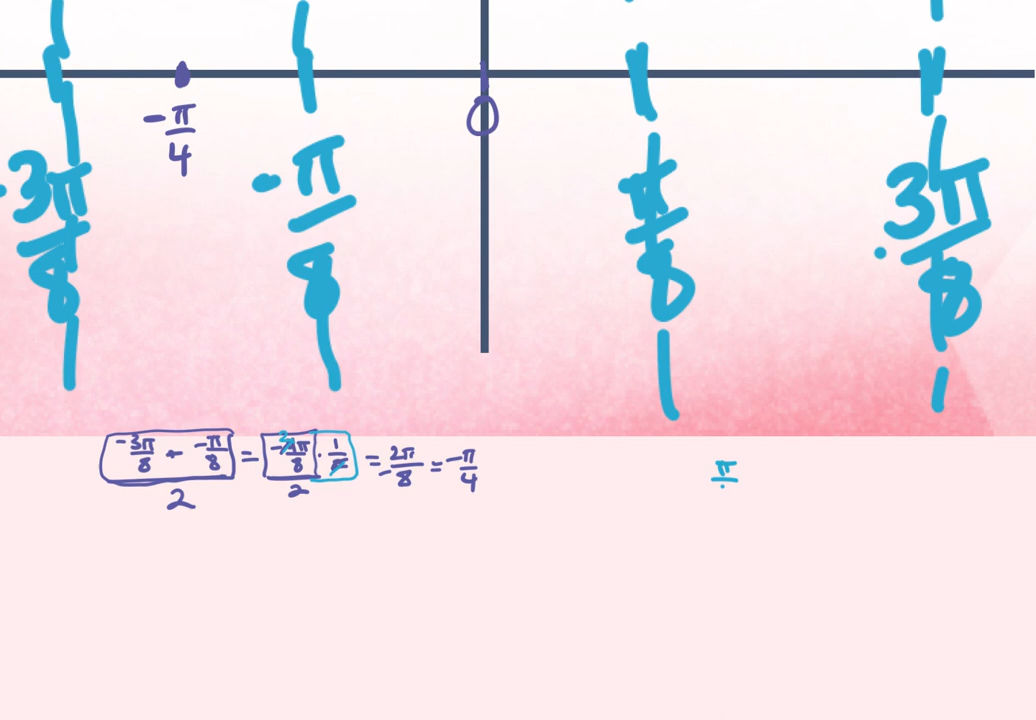 -π/4
0
-3π/8
-π/8
π/8
3π/8
(-3π/8 + -π/8)/2 = (-4π/8)/2 · 1/2 = -2π/8 = -π/4
π